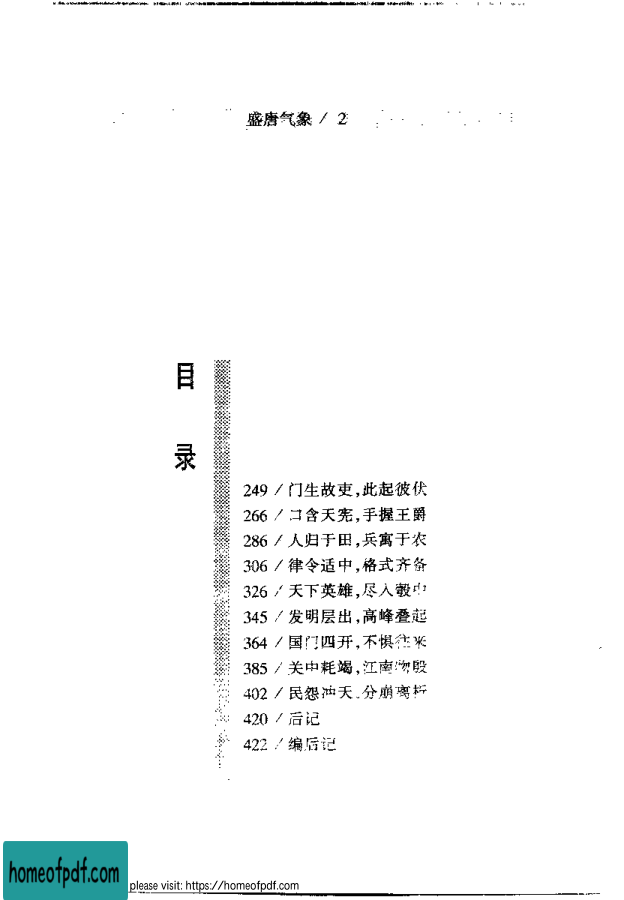 盛唐气象 / 2
目
录
249 / 门生故吏,此起彼伏
266 / 口含天宪,手握王爵
286 / 人归于田,兵寓于农
306 / 律令适中,格式齐备
326 / 天下英雄,尽入彀中
345 / 发明层出,高峰叠起
364 / 国门四开,不惧往来
385 / 关中耗竭,江南物殷
402 / 民怨冲天,分崩离析
420 / 后记
422 / 编后记
homeofpdf.com
please visit: https://homeofpdf.com